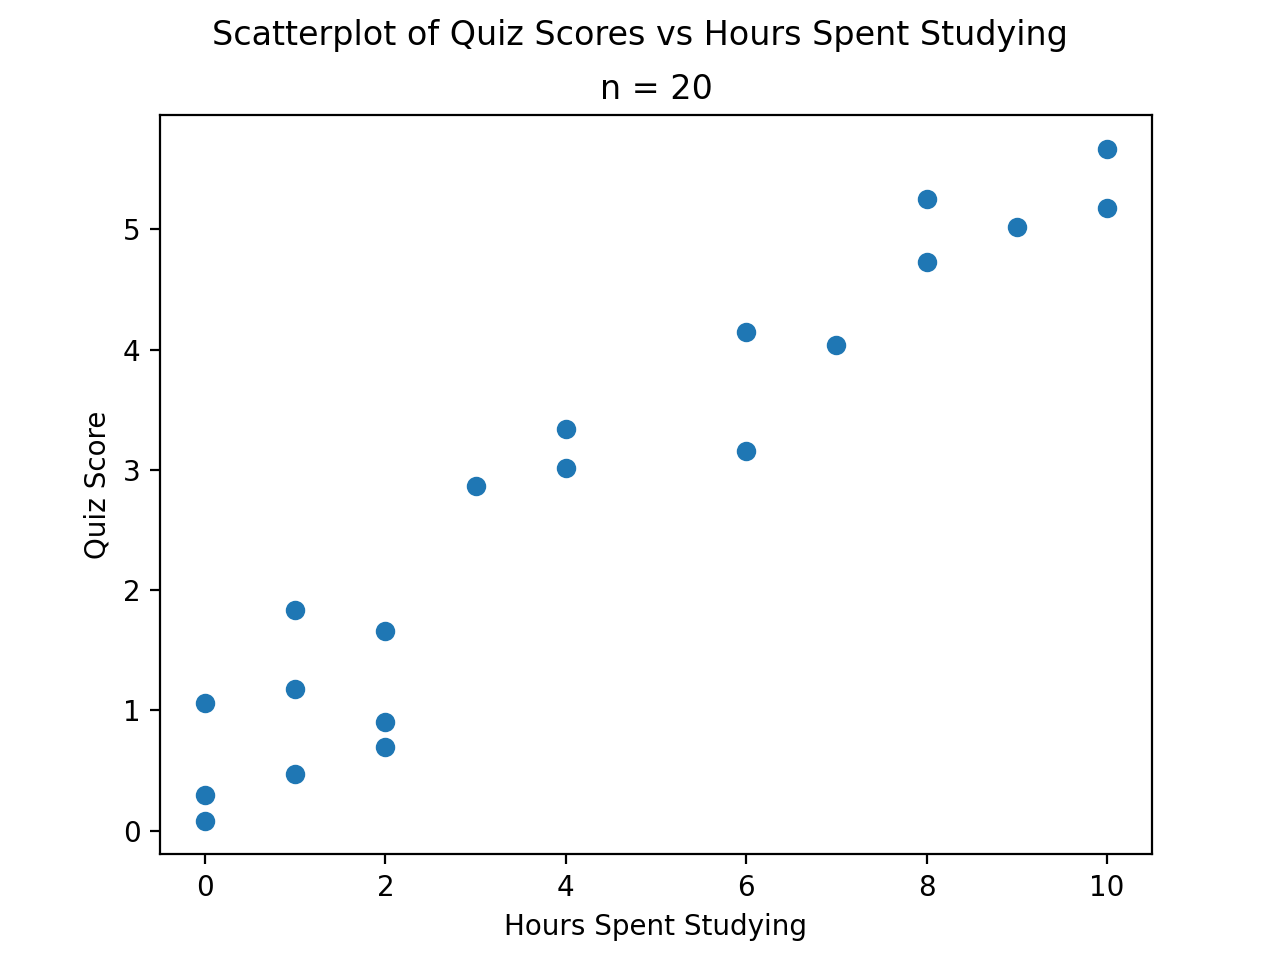 Scatterplot of Quiz Scores vs Hours Spent Studying
n = 20
Quiz Score
5
4
3
2
1
0
0 2 4 6 8 10
Hours Spent Studying